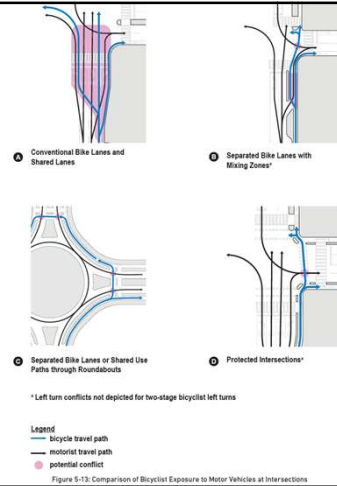 A Conventional Bike Lanes and
Shared Lanes
B Separated Bike Lanes with
Mixing Zones*
C Separated Bike Lanes or Shared Use
Paths through Roundabouts
D Protected Intersections*
* Left turn conflicts not depicted for two-stage bicyclist left turns
Legend
bicycle travel path
motorist travel path
potential conflict
Figure 5-13: Comparison of Bicyclist Exposure to Motor Vehicles at Intersections